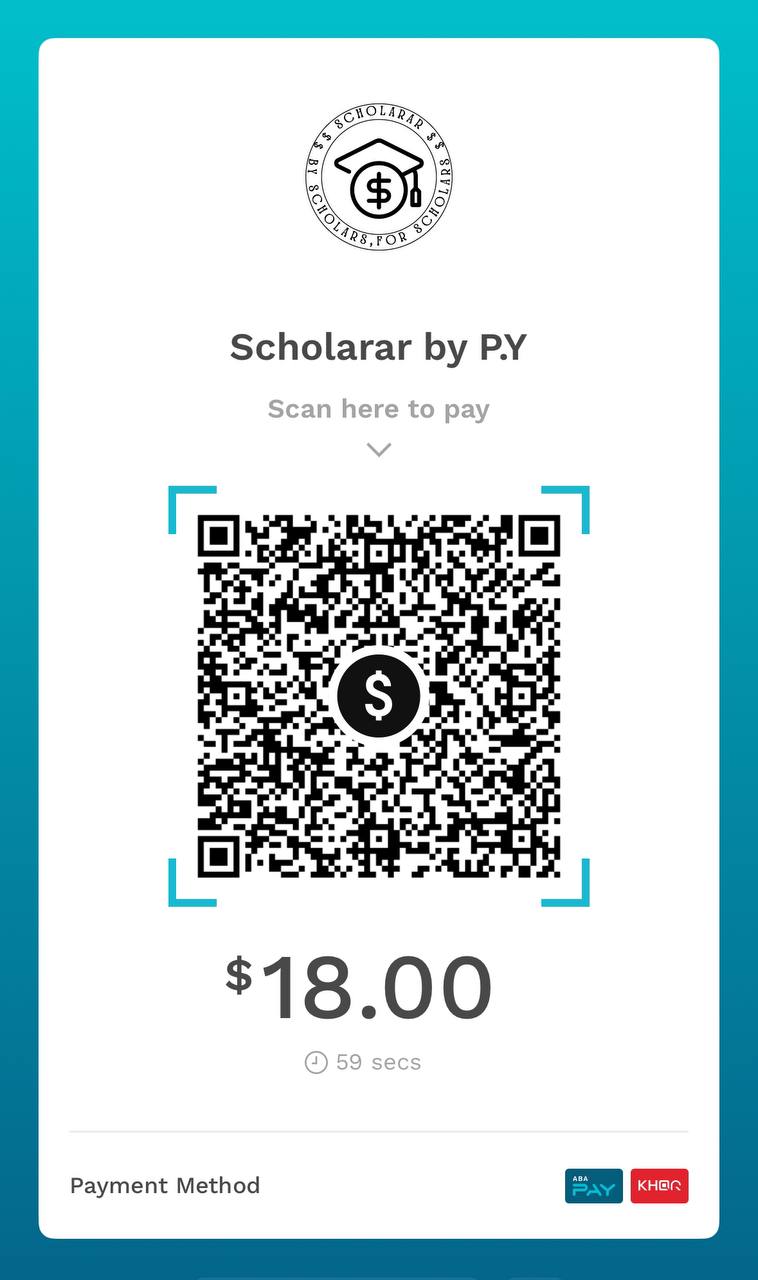 $$ SCHOLARAR $$
BY SCHOLARS, FOR SCHOLARS
$
Scholarar by P.Y
Scan here to pay
$
$18.00
59 secs
Payment Method
ABA PAY KHQR